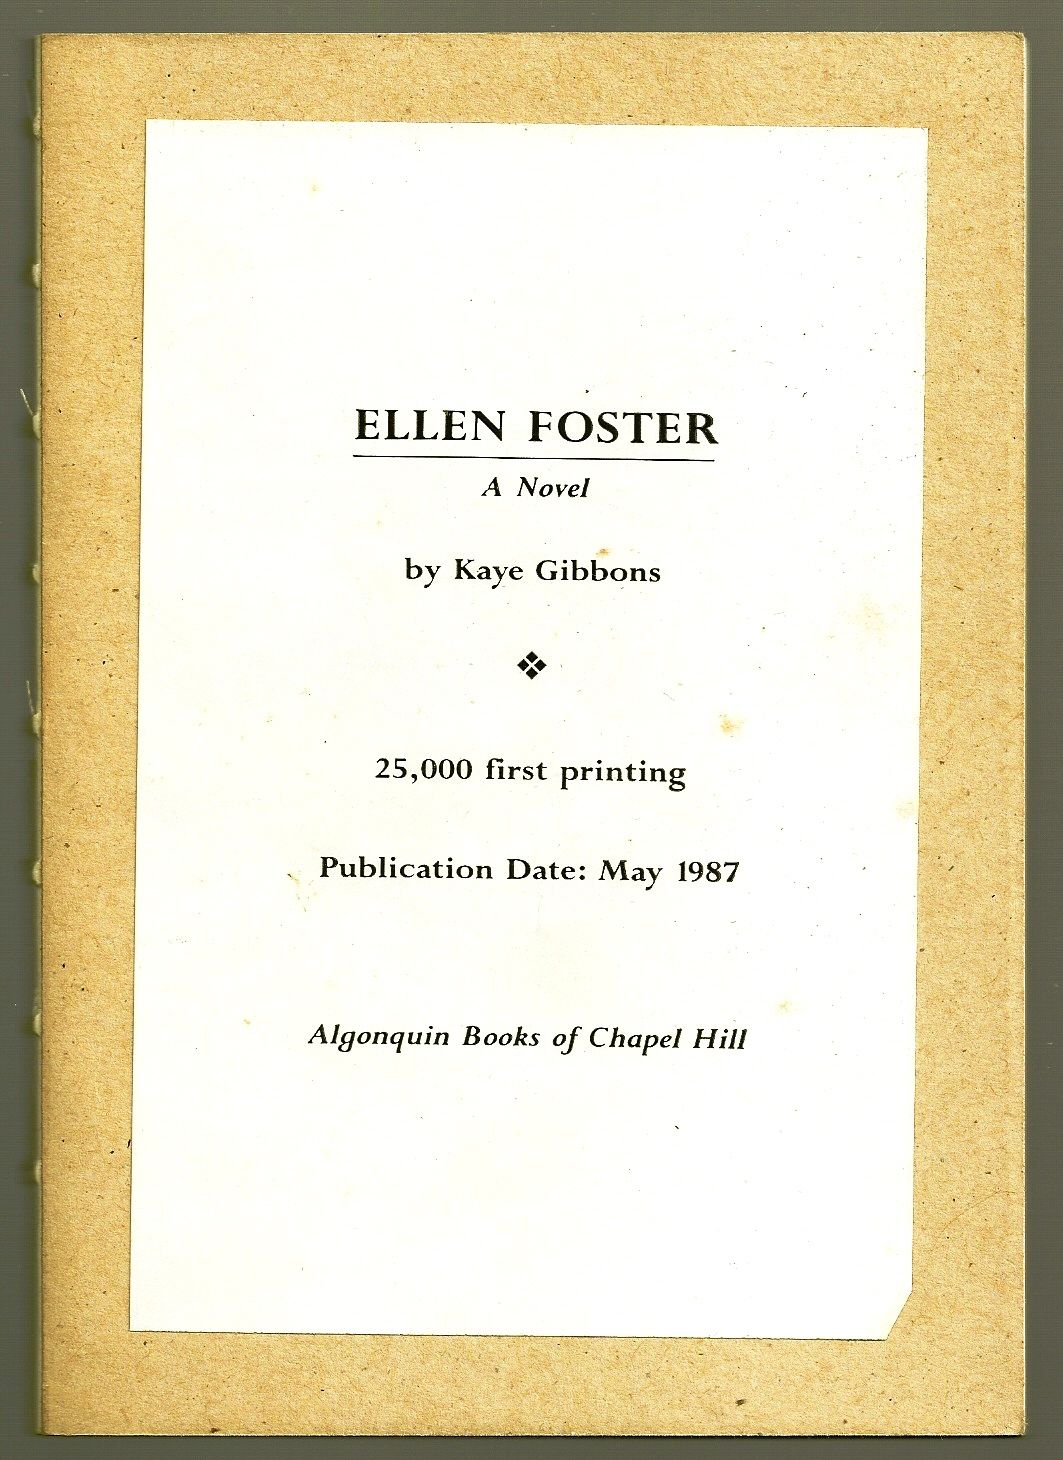 ELLEN FOSTER
A Novel
by Kaye Gibbons
25,000 first printing
Publication Date: May 1987
Algonquin Books of Chapel Hill